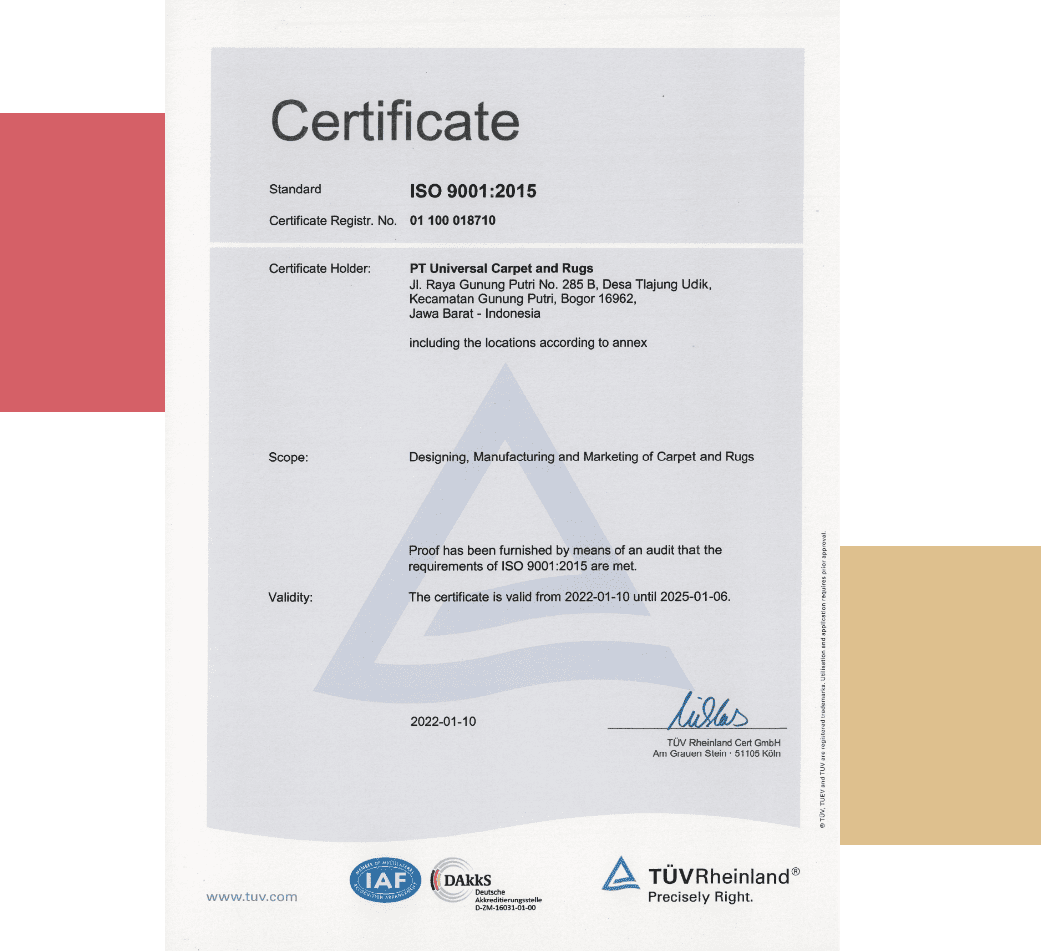 Certificate
Standard ISO 9001:2015
Certificate Registr. No. 01 100 018710
Certificate Holder: PT Universal Carpet and Rugs
Jl. Raya Gunung Putri No. 285 B, Desa Tlajung Udik,
Kecamatan Gunung Putri, Bogor 16962,
Jawa Barat - Indonesia
including the locations according to annex
Scope: Designing, Manufacturing and Marketing of Carpet and Rugs
Proof has been furnished by means of an audit that the
requirements of ISO 9001:2015 are met.
Validity: The certificate is valid from 2022-01-10 until 2025-01-06.
2022-01-10
TÜV Rheinland Cert GmbH
Am Grauen Stein · 51105 Köln
® TÜV, TUEV and TUV are registered trademarks. Utilisation and application requires prior approval.
www.tuv.com
MEMBER OF MULTILATERAL
IAF
RECOGNITION ARRANGEMENT
DAkkS
Deutsche
Akkreditierungsstelle
D-ZM-16031-01-00
TÜVRheinland®
Precisely Right.